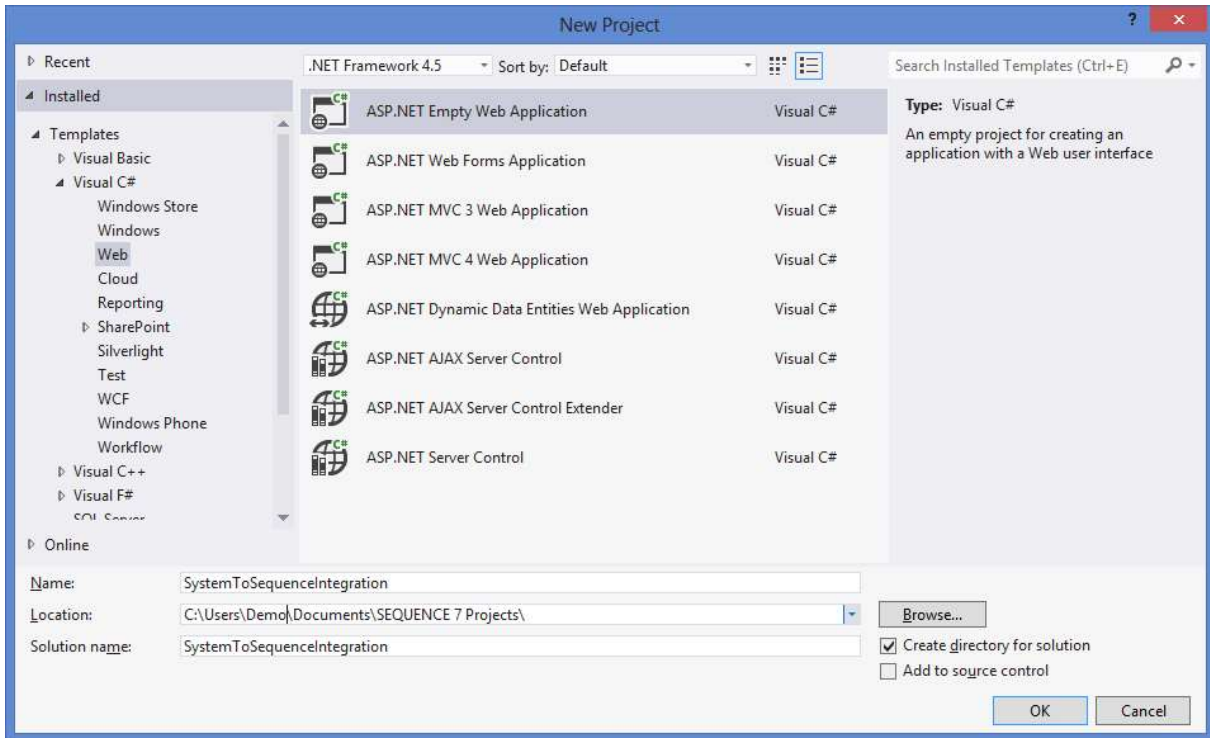 New Project
?
Recent
.NET Framework 4.5
Sort by: Default
Search Installed Templates (Ctrl+E)
Installed
Templates
Visual Basic
Visual C#
Windows Store
Windows
Web
Cloud
Reporting
SharePoint
Silverlight
Test
WCF
Windows Phone
Workflow
Visual C++
Visual F#
SQL Server
Online
C# ASP.NET Empty Web Application Visual C#
C# ASP.NET Web Forms Application Visual C#
C# ASP.NET MVC 3 Web Application Visual C#
C# ASP.NET MVC 4 Web Application Visual C#
C# ASP.NET Dynamic Data Entities Web Application Visual C#
C# ASP.NET AJAX Server Control Visual C#
C# ASP.NET AJAX Server Control Extender Visual C#
C# ASP.NET Server Control Visual C#
Type: Visual C#
An empty project for creating an
application with a Web user interface
Name: SystemToSequenceIntegration
Location: C:\Users\Demo\Documents\SEQUENCE 7 Projects\
Browse...
Solution name: SystemToSequenceIntegration
Create directory for solution
Add to source control
OK
Cancel